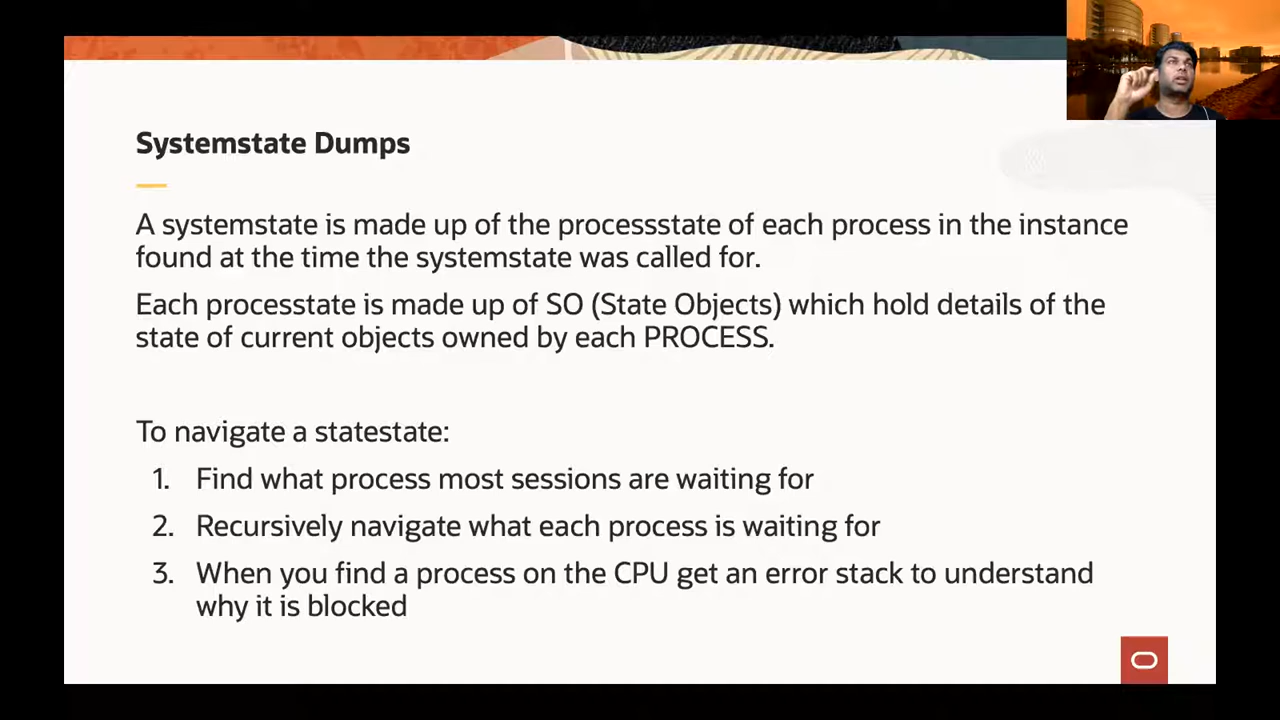 Systemstate Dumps
A systemstate is made up of the processstate of each process in the instance
found at the time the systemstate was called for.
Each processtate is made up of SO (State Objects) which hold details of the
state of current objects owned by each PROCESS.
To navigate a statestate:
1. Find what process most sessions are waiting for
2. Recursively navigate what each process is waiting for
3. When you find a process on the CPU get an error stack to understand
why it is blocked